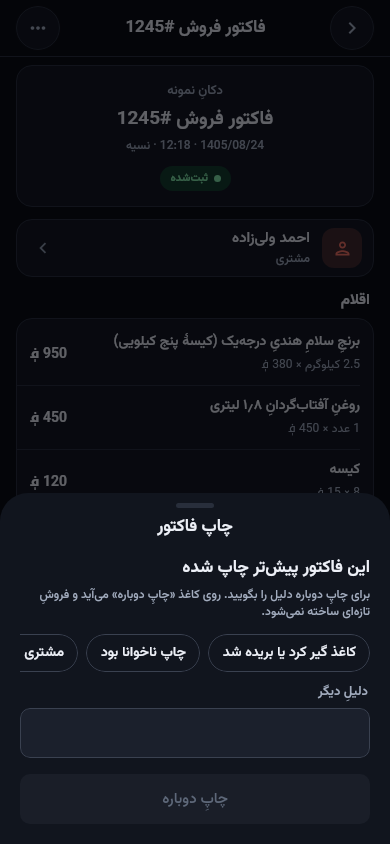 فاکتور فروش #1245
دکانِ نمونه
فاکتور فروش #1245
1405/08/24 · 12:18 · نسیه
ثبت‌شده
احمد ولی‌زاده
مشتری
اقلام
برنجِ سلامِ هندیِ درجه‌یک (کیسهٔ پنج کیلویی)
950 ؋
2.5 کیلوگرم × 380 ؋
روغنِ آفتاب‌گردانِ ۱٫۸ لیتری
450 ؋
1 عدد × 450 ؋
کیسه
120 ؋
8 × 15 ؋
چاپ فاکتور
این فاکتور پیش‌تر چاپ شده
برای چاپِ دوباره دلیل را بگویید. روی کاغذ «چاپِ دوباره» می‌آید و فروشِ
تازه‌ای ساخته نمی‌شود.
کاغذ گیر کرد یا بریده شد
چاپ ناخوانا بود
مشتری
دلیلِ دیگر
چاپِ دوباره